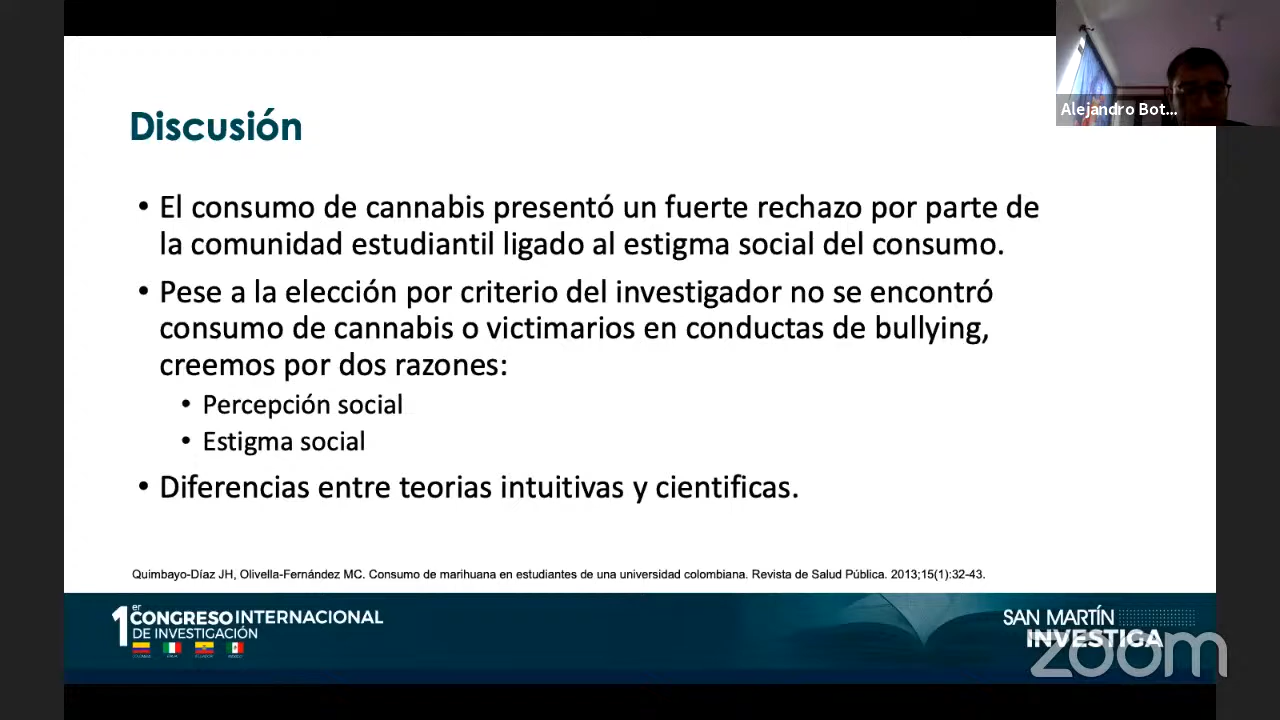 Alejandro Bot...
Discusión
• El consumo de cannabis presentó un fuerte rechazo por parte de
la comunidad estudiantil ligado al estigma social del consumo.
• Pese a la elección por criterio del investigador no se encontró
consumo de cannabis o victimarios en conductas de bullying,
creemos por dos razones:
• Percepción social
• Estigma social
• Diferencias entre teorias intuitivas y cientificas.
Quimbayo-Díaz JH, Olivella-Fernández MC. Consumo de marihuana en estudiantes de una universidad colombiana. Revista de Salud Pública. 2013;15(1):32-43.
1er CONGRESO INTERNACIONAL
DE INVESTIGACIÓN
SAN MARTÍN
INVESTIGA
zoom